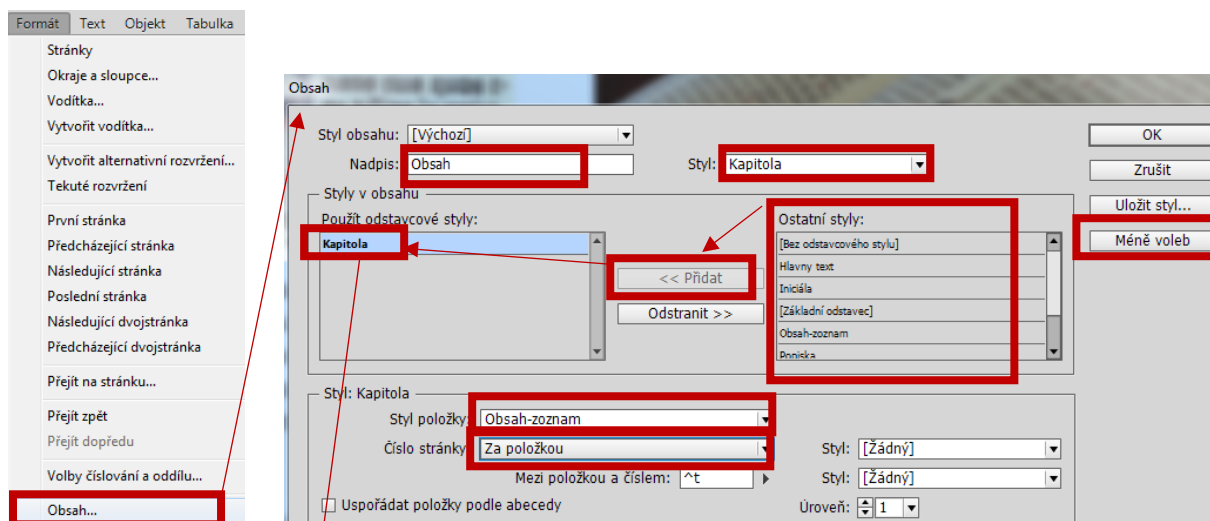 Formát Text Objekt Tabulka
Stránky
Okraje a sloupce...
Vodítka...
Vytvořit vodítka...
Vytvořit alternativní rozvržení...
Tekuté rozvržení
První stránka
Předcházející stránka
Následující stránka
Poslední stránka
Následující dvojstránka
Předcházející dvojstránka
Přejít na stránku...
Přejít zpět
Přejít dopředu
Volby číslování a oddílu...
Obsah...
Obsah
Styl obsahu: [Výchozí]
OK
Nadpis: Obsah Styl: Kapitola
Zrušit
Styly v obsahu
Uložit styl...
Použít odstavcové styly: Ostatní styly:
Méně voleb
Kapitola
[Bez odstavcového stylu]
Hlavny text
<< Přidat
Iniciála
Odstranit >>
[Základní odstavec]
Obsah-zoznam
Popiska
Styl: Kapitola
Styl položky: Obsah-zoznam
Číslo stránky: Za položkou Styl: [Žádný]
Mezi položkou a číslem: ^t Styl: [Žádný]
Uspořádat položky podle abecedy Úroveň: 1